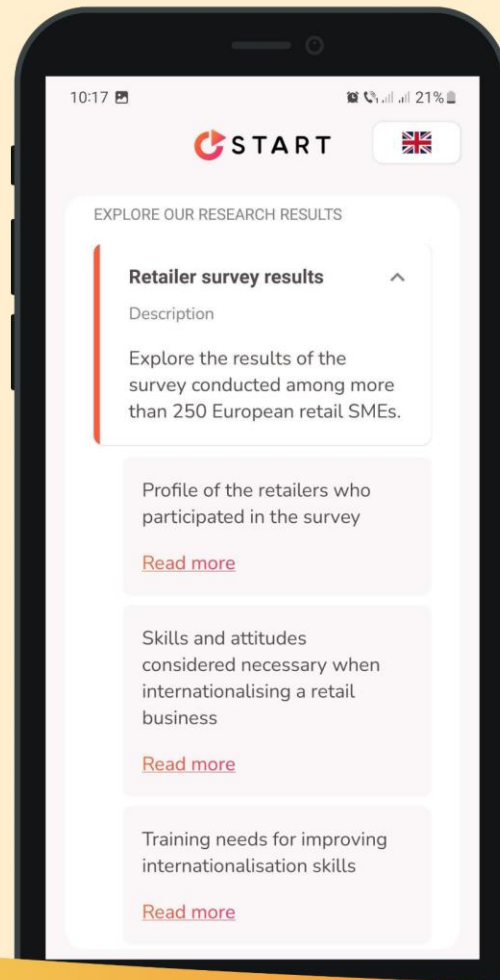 10:17
21%
START
EXPLORE OUR RESEARCH RESULTS
Retailer survey results
Description
Explore the results of the
survey conducted among more
than 250 European retail SMEs.
Profile of the retailers who
participated in the survey
Read more
Skills and attitudes
considered necessary when
internationalising a retail
business
Read more
Training needs for improving
internationalisation skills
Read more